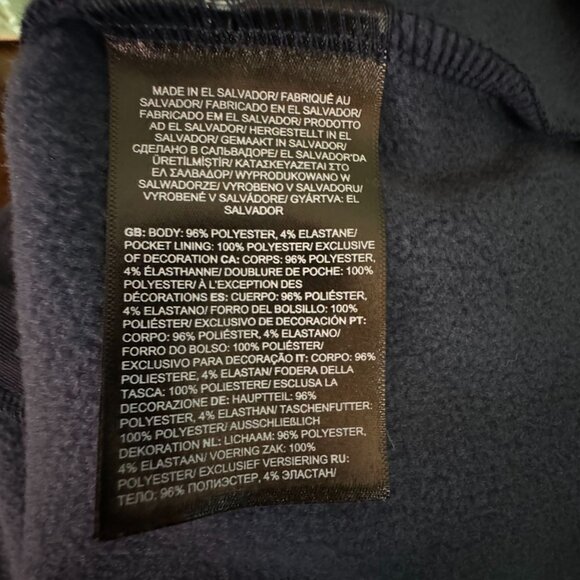 MADE IN EL SALVADOR/ FABRIQUÉ AU
SALVADOR/ FABRICADO EN EL SALVADOR/
FABRICADO EM EL SALVADOR/ PRODOTTO
AD EL SALVADOR/ HERGESTELLT IN EL
SALVADOR/ GEMAAKT IN SALVADOR/
СДЕЛАНО В САЛЬВАДОРЕ/ EL SALVADOR'DA
ÜRETİLMİŞTİR/ ΚΑΤΑΣΚΕΥΑΖΕΤΑΙ ΣΤΟ
ΕΛ ΣΑΛΒΑΔΟΡ/ WYPRODUKOWANO W
SALWADORZE/ VYROBENO V SALVADORU/
VYROBENÉ V SALVÁDORE/ GYÁRTVA: EL
SALVADOR
GB: BODY: 96% POLYESTER, 4% ELASTANE/
POCKET LINING: 100% POLYESTER/ EXCLUSIVE
OF DECORATION CA: CORPS: 96% POLYESTER,
4% ÉLASTHANNE/ DOUBLURE DE POCHE: 100%
POLYESTER/ À L'EXCEPTION DES
DÉCORATIONS ES: CUERPO: 96% POLIÉSTER,
4% ELASTANO/ FORRO DEL BOLSILLO: 100%
POLIÉSTER/ EXCLUSIVO DE DECORACIÓN PT:
CORPO: 96% POLIÉSTER, 4% ELASTANO/
FORRO DO BOLSO: 100% POLIÉSTER/
EXCLUSIVO PARA DECORAÇÃO IT: CORPO: 96%
POLIESTERE, 4% ELASTAN/ FODERA DELLA
TASCA: 100% POLIESTERE/ ESCLUSA LA
DECORAZIONE DE: HAUPTTEIL: 96%
POLYESTER, 4% ELASTHAN/ TASCHENFUTTER:
100% POLYESTER/ AUSSCHLIEßLICH
DEKORATION NL: LICHAAM: 96% POLYESTER,
4% ELASTAAN/ VOERING ZAK: 100%
POLYESTER/ EXCLUSIEF VERSIERING RU:
ТЕЛО: 96% ПОЛИЭСТЕР, 4% ЭЛАСТАН/